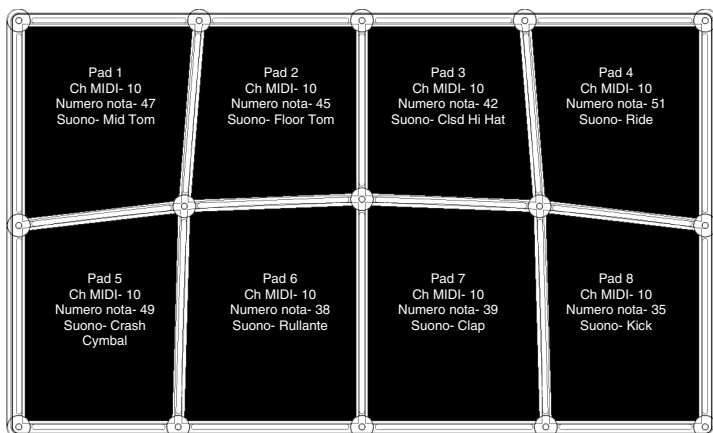 Pad 1
Ch MIDI- 10
Numero nota- 47
Suono- Mid Tom
Pad 2
Ch MIDI- 10
Numero nota- 45
Suono- Floor Tom
Pad 3
Ch MIDI- 10
Numero nota- 42
Suono- Clsd Hi Hat
Pad 4
Ch MIDI- 10
Numero nota- 51
Suono- Ride
Pad 5
Ch MIDI- 10
Numero nota- 49
Suono- Crash
Cymbal
Pad 6
Ch MIDI- 10
Numero nota- 38
Suono- Rullante
Pad 7
Ch MIDI- 10
Numero nota- 39
Suono- Clap
Pad 8
Ch MIDI- 10
Numero nota- 35
Suono- Kick